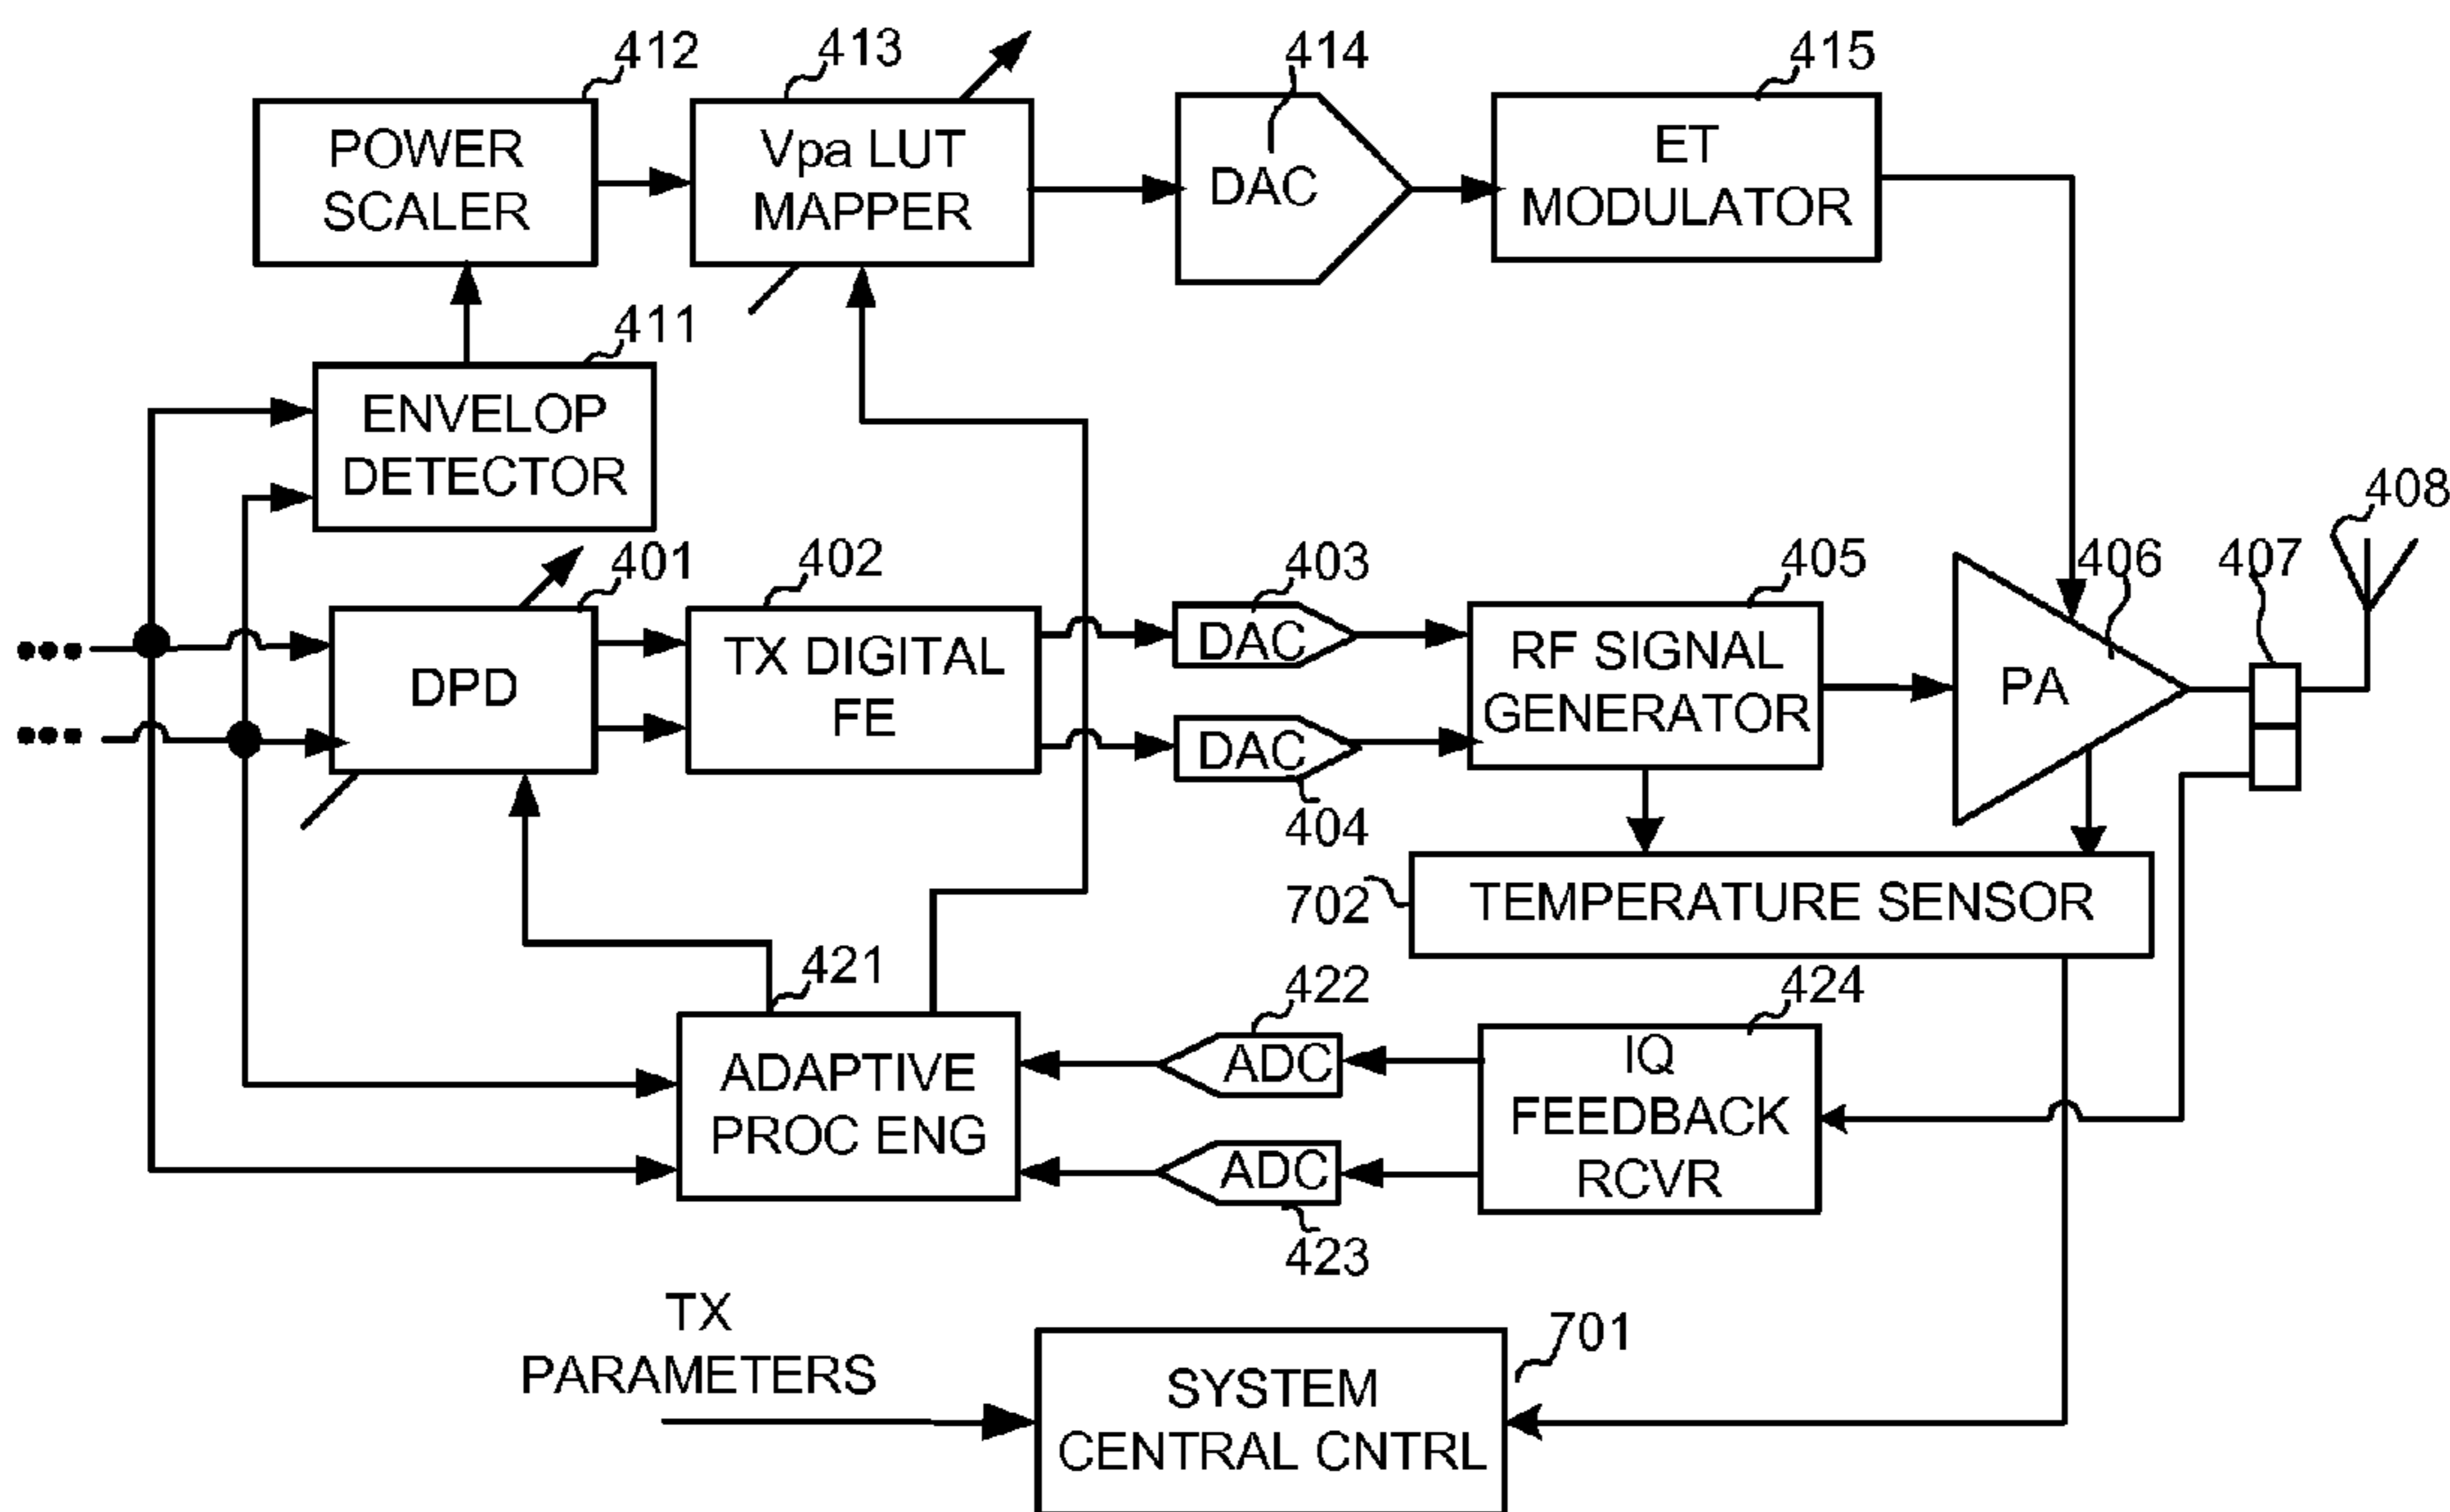 412
413
414
415
POWER
SCALER
Vpa LUT
MAPPER
DAC
ET
MODULATOR
411
ENVELOP
DETECTOR
408
401
402
403
405
406
407
DPD
TX DIGITAL
FE
DAC
RF SIGNAL
GENERATOR
PA
DAC
404
702
TEMPERATURE SENSOR
421
422
424
ADAPTIVE
PROC ENG
ADC
IQ
FEEDBACK
RCVR
ADC
423
TX
PARAMETERS
701
SYSTEM
CENTRAL CNTRL